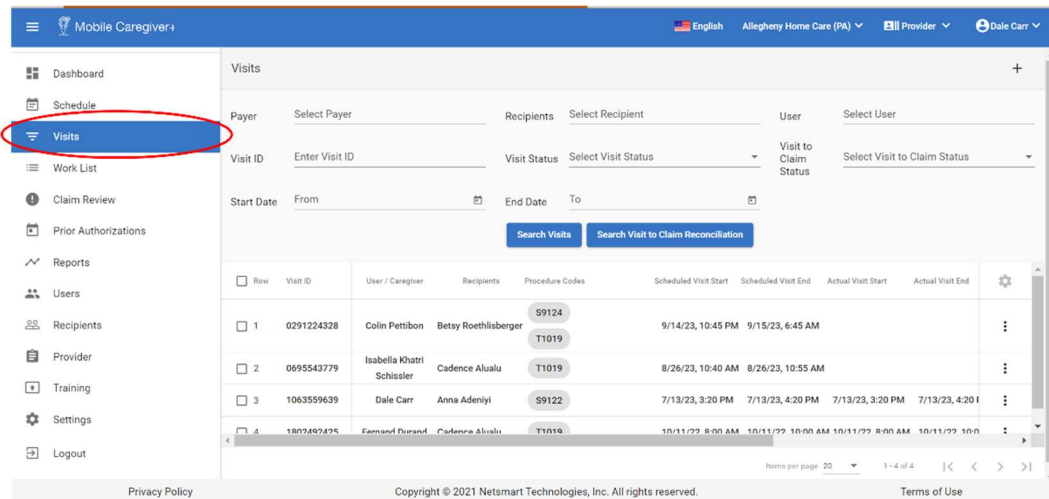 Mobile Caregiver+
English Allegheny Home Care (PA) Provider Dale Carr
Dashboard
Schedule
Visits
Work List
Claim Review
Prior Authorizations
Reports
Users
Recipients
Provider
Training
Settings
Logout
Visits +
Payer Select Payer Recipients Select Recipient User Select User
Visit ID Enter Visit ID Visit Status Select Visit Status Visit to Claim Status Select Visit to Claim Status
Start Date From End Date To
Search Visits Search Visit to Claim Reconciliation
Row Visit ID User / Caregiver Recipients Procedure Codes Scheduled Visit Start Scheduled Visit End Actual Visit Start Actual Visit End
1 0291224328 Colin Pettibon Betsy Roethlisberger S9124 T1019 9/14/23, 10:45 PM 9/15/23, 6:45 AM
2 0695543779 Isabella Khatri Schissler Cadence Alualu T1019 8/26/23, 10:40 AM 8/26/23, 10:55 AM
3 1063559639 Dale Carr Anna Adeniyi S9122 7/13/23, 3:20 PM 7/13/23, 4:20 PM 7/13/23, 3:20 PM 7/13/23, 4:20
4 1802492425 Fernand Durand Cadence Alualu T1019 10/11/22, 8:00 AM 10/11/22, 10:00 AM 10/11/22, 8:00 AM 10/11/22, 10:0
Items per page 20 1 - 4 of 4
Privacy Policy Copyright © 2021 Netsmart Technologies, Inc. All rights reserved. Terms of Use